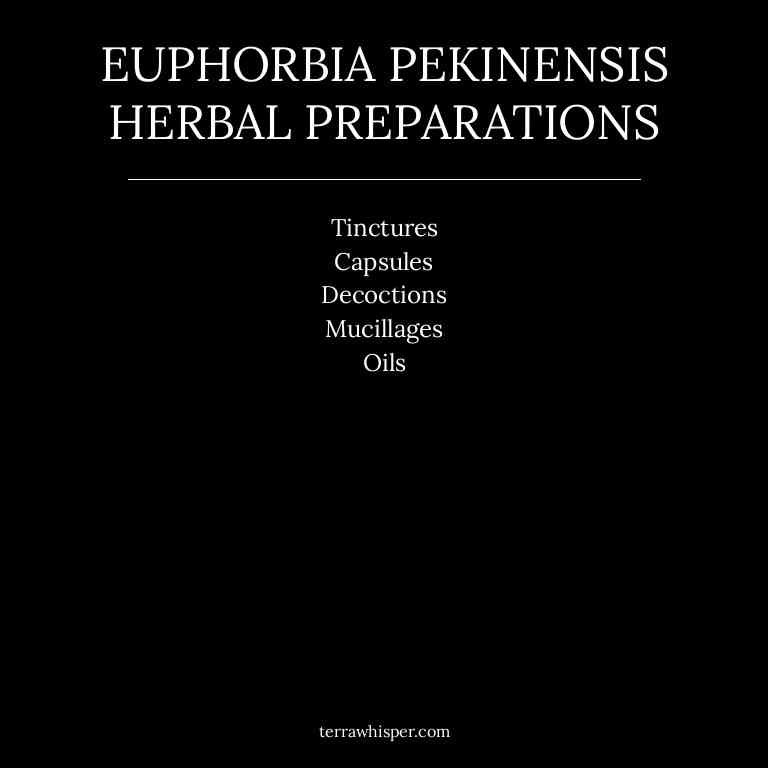 EUPHORBIA PEKINENSIS
HERBAL PREPARATIONS
Tinctures
Capsules
Decoctions
Mucillages
Oils
terrawhisper.com